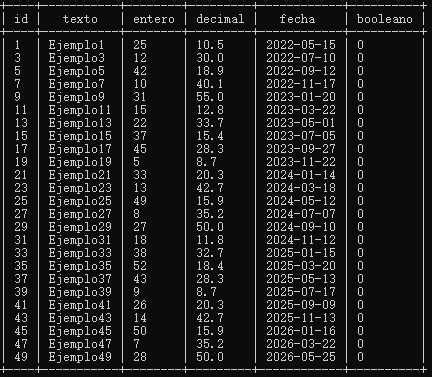 id texto entero decimal fecha booleano
1 Ejemplo1 25 10.5 2022-05-15 0
3 Ejemplo3 12 30.0 2022-07-10 0
5 Ejemplo5 42 18.9 2022-09-12 0
7 Ejemplo7 10 40.1 2022-11-17 0
9 Ejemplo9 31 55.0 2023-01-20 0
11 Ejemplo11 15 12.8 2023-03-22 0
13 Ejemplo13 22 33.7 2023-05-01 0
15 Ejemplo15 37 15.4 2023-07-05 0
17 Ejemplo17 45 28.3 2023-09-27 0
19 Ejemplo19 5 8.7 2023-11-22 0
21 Ejemplo21 33 20.3 2024-01-14 0
23 Ejemplo23 13 42.7 2024-03-18 0
25 Ejemplo25 49 15.9 2024-05-12 0
27 Ejemplo27 8 35.2 2024-07-07 0
29 Ejemplo29 27 50.0 2024-09-10 0
31 Ejemplo31 18 11.8 2024-11-12 0
33 Ejemplo33 38 32.7 2025-01-15 0
35 Ejemplo35 52 18.4 2025-03-20 0
37 Ejemplo37 43 28.3 2025-05-13 0
39 Ejemplo39 9 8.7 2025-07-17 0
41 Ejemplo41 26 20.3 2025-09-09 0
43 Ejemplo43 14 42.7 2025-11-13 0
45 Ejemplo45 50 15.9 2026-01-16 0
47 Ejemplo47 7 35.2 2026-03-22 0
49 Ejemplo49 28 50.0 2026-05-25 0